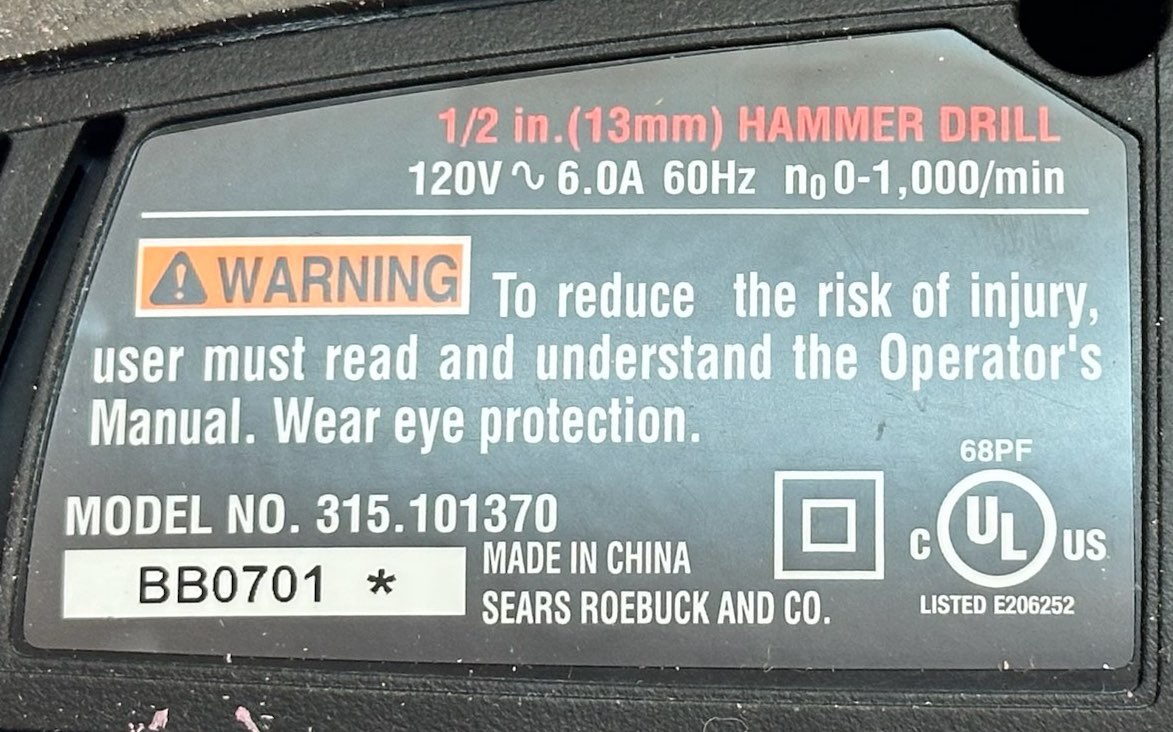 1/2 in.(13mm) HAMMER DRILL
120V ∿ 6.0A 60Hz n₀ 0-1,000/min
⚠ WARNING To reduce the risk of injury,
user must read and understand the Operator's
Manual. Wear eye protection.
MODEL NO. 315.101370
BB0701 *
MADE IN CHINA
SEARS ROEBUCK AND CO.
68PF
C UL US
LISTED E206252